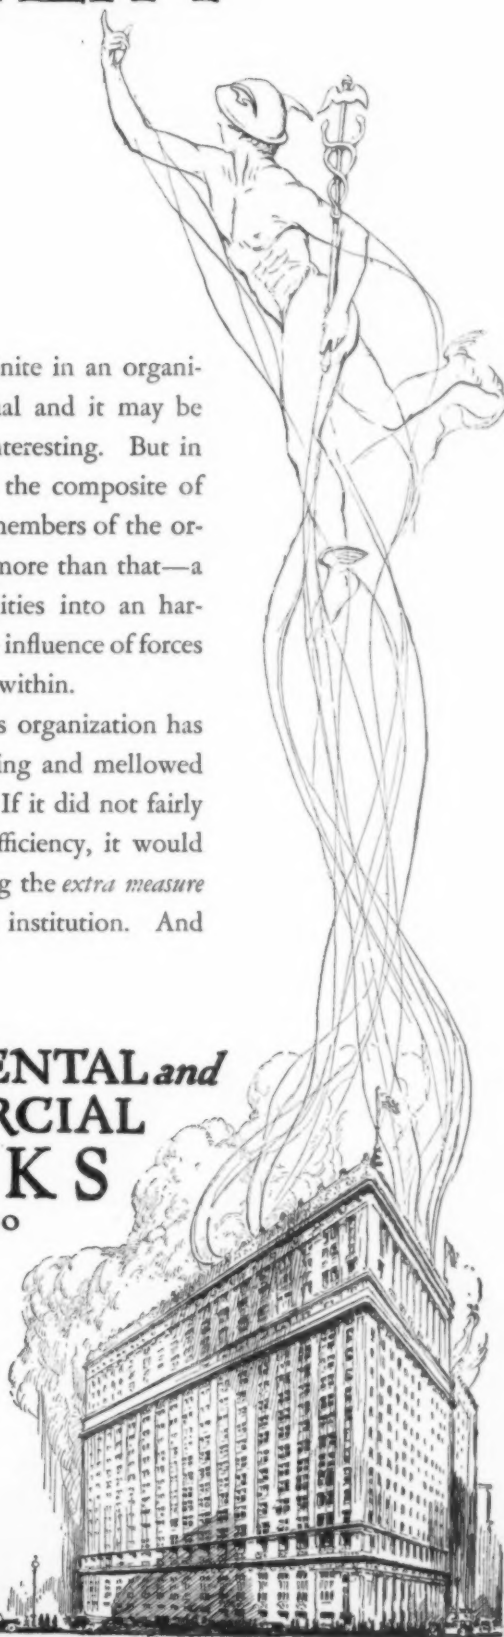 nite in an organi-
al and it may be
teresting. But in
the composite of
members of the or-
more than that—a
ities into an har-
influence of forces
within.
s organization has
ing and mellowed
If it did not fairly
fficiency, it would
g the extra measure
institution. And
ENTAL and
RCIAL
KS
O